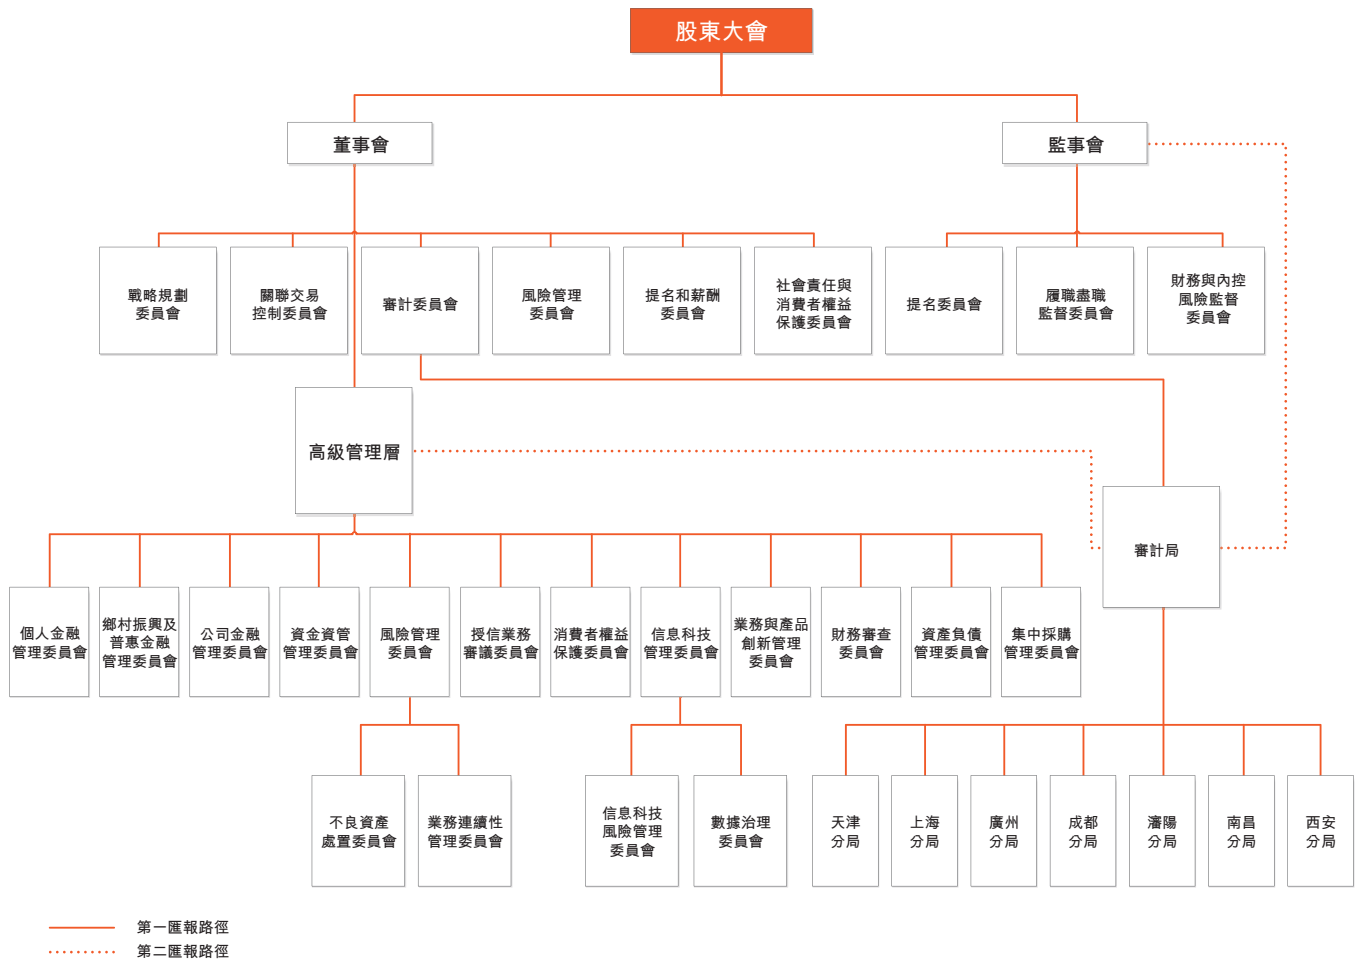 股東大會
董事會
監事會
戰略規劃
委員會
關聯交易
控制委員會
審計委員會
風險管理
委員會
提名和薪酬
委員會
社會責任與
消費者權益
保護委員會
提名委員會
履職盡職
監督委員會
財務與內控
風險監督
委員會
高級管理層
審計局
個人金融
管理委員會
鄉村振興及
普惠金融
管理委員會
公司金融
管理委員會
資金資管
管理委員會
風險管理
委員會
授信業務
審議委員會
消費者權益
保護委員會
信息科技
管理委員會
業務與產品
創新管理
委員會
財務審查
委員會
資產負債
管理委員會
集中採購
管理委員會
不良資產
處置委員會
業務連續性
管理委員會
信息科技
風險管理
委員會
數據治理
委員會
天津
分局
上海
分局
廣州
分局
成都
分局
瀋陽
分局
南昌
分局
西安
分局
第一匯報路徑
第二匯報路徑